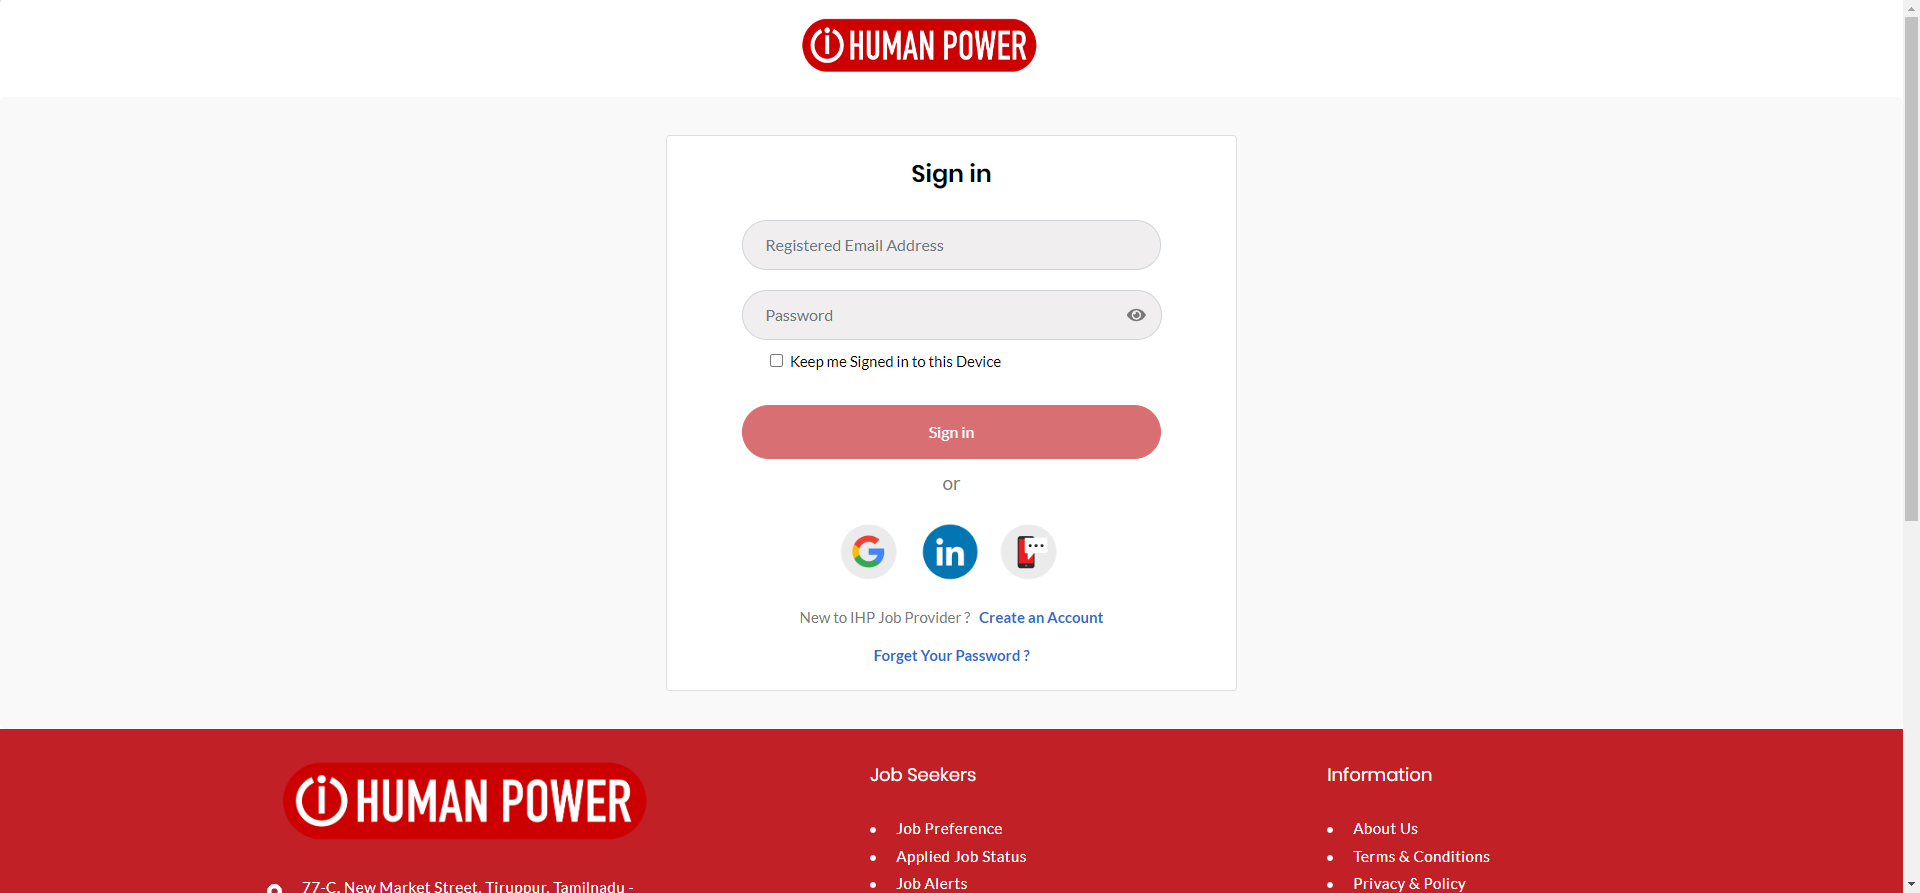 HUMAN POWER
Sign in
Registered Email Address
Password
Keep me Signed in to this Device
Sign in
or
in
New to IHP Job Provider ? Create an Account
Forget Your Password ?
HUMAN POWER
77-C, New Market Street, Tiruppur, Tamilnadu -
Job Seekers
Job Preference
Applied Job Status
Job Alerts
Information
About Us
Terms & Conditions
Privacy & Policy